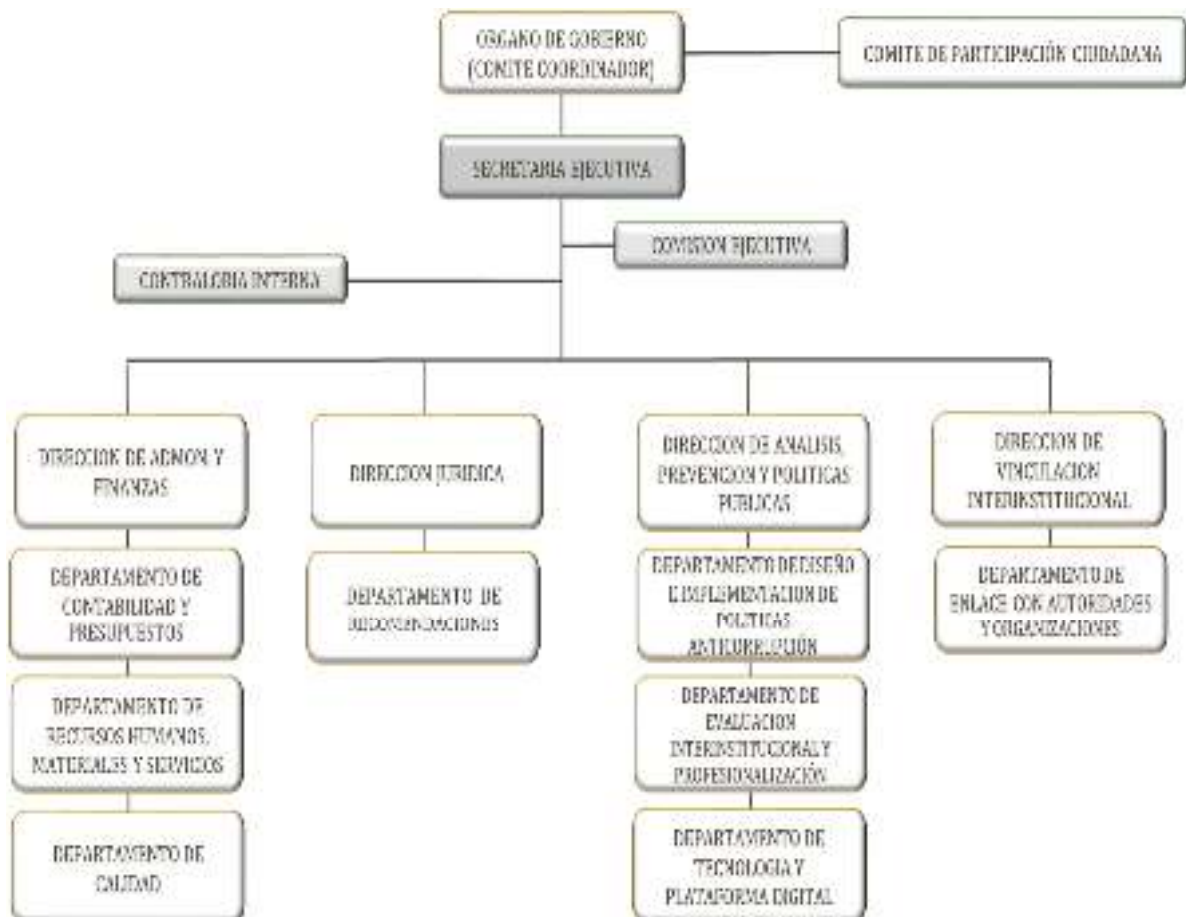 ORGANO DE GOBIERNO
(COMITE COORDINADOR)
COMITE DE PARTICIPACIÓN CIUDADANA
SECRETARIA EJECUTIVA
COMISION EJECUTIVA
CONTRALORIA INTERNA
DIRECCION DE ADMON. Y
FINANZAS
DIRECCION JURIDICA
DIRECCION DE ANALISIS,
PREVENCION Y POLITICAS
PUBLICAS
DIRECCION DE
VINCULACION
INTERINSTITUCIONAL
DEPARTAMENTO DE
CONTABILIDAD Y
PRESUPUESTOS
DEPARTAMENTO DE
RECOMENDACIONES
DEPARTAMENTO DE DISEÑO
E IMPLEMENTACION DE
POLITICAS
ANTICORRUPCIÓN
DEPARTAMENTO DE
ENLACE CON AUTORIDADES
Y ORGANIZACIONES
DEPARTAMENTO DE
RECURSOS HUMANOS,
MATERIALES Y SERVICIOS
DEPARTAMENTO DE
EVALUACION
INTERINSTITUCIONAL Y
PROFESIONALIZACIÓN
DEPARTAMENTO DE
CALIDAD
DEPARTAMENTO DE
TECNOLOGIA Y
PLATAFORMA DIGITAL